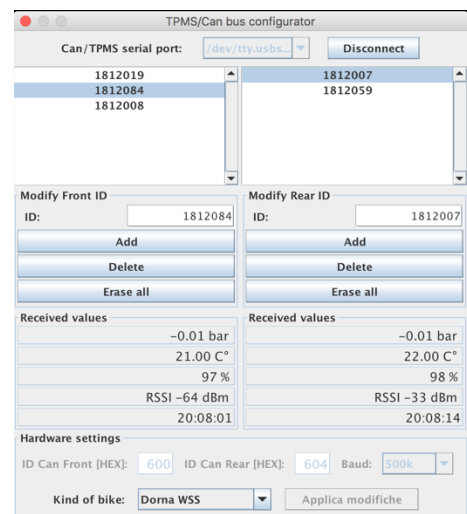 TPMS/Can bus configurator
Can/TPMS serial port: /dev/tty.usbs... Disconnect
1812019
1812084
1812008
1812007
1812059
Modify Front ID
ID: 1812084
Add
Delete
Erase all
Modify Rear ID
ID: 1812007
Add
Delete
Erase all
Received values
-0.01 bar
21.00 C°
97 %
RSSI -64 dBm
20:08:01
Received values
-0.01 bar
22.00 C°
98 %
RSSI -33 dBm
20:08:14
Hardware settings
ID Can Front [HEX]: 600 ID Can Rear [HEX]: 604 Baud: 500k
Kind of bike: Dorna WSS Applica modifiche